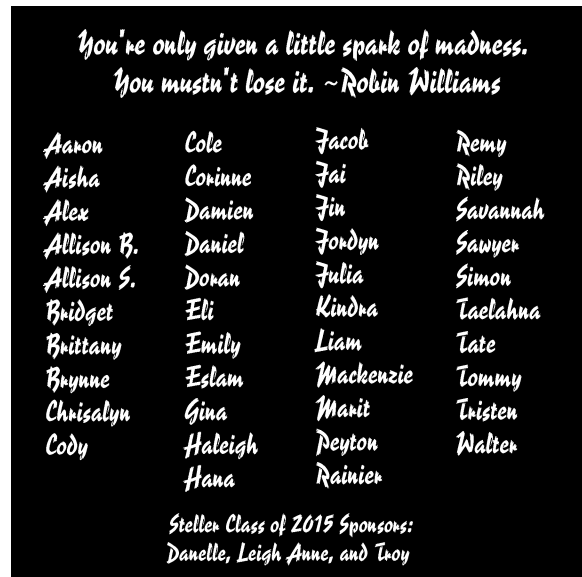 You're only given a little spark of madness.
You mustn't lose it. ~Robin Williams
Aaron
Aisha
Alex
Allison B.
Allison S.
Bridget
Brittany
Brynne
Chrisalyn
Cody
Cole
Corinne
Damien
Daniel
Doran
Eli
Emily
Eslam
Gina
Haleigh
Hana
Jacob
Jai
Jin
Jordyn
Julia
Kindra
Liam
Mackenzie
Marit
Peyton
Rainier
Remy
Riley
Savannah
Sawyer
Simon
Taelahna
Tate
Tommy
Tristen
Walter
Steller Class of 2015 Sponsors:
Danelle, Leigh Anne, and Troy